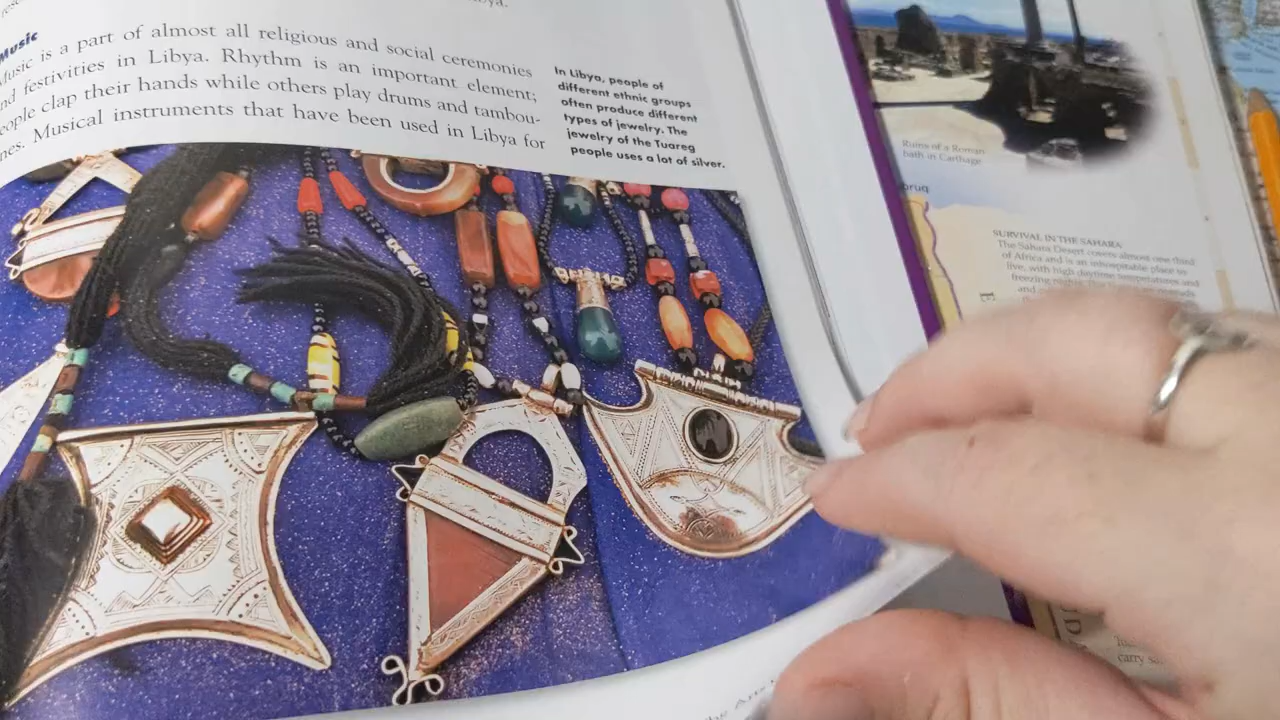 Music
Music is a part of almost all religious and social ceremonies
and festivities in Libya. Rhythm is an important element;
people clap their hands while others play drums and tambou-
nes. Musical instruments that have been used in Libya for
In Libya, people of
different ethnic groups
often produce different
types of jewelry. The
jewelry of the Tuareg
people uses a lot of silver.
Ruins of a Roman
bath in Carthage
bruq
SURVIVAL IN THE SAHARA
The Sahara Desert covers almost one third
of Africa and is an inhospitable place to
live, with high daytime temperatures and
freezing
carry